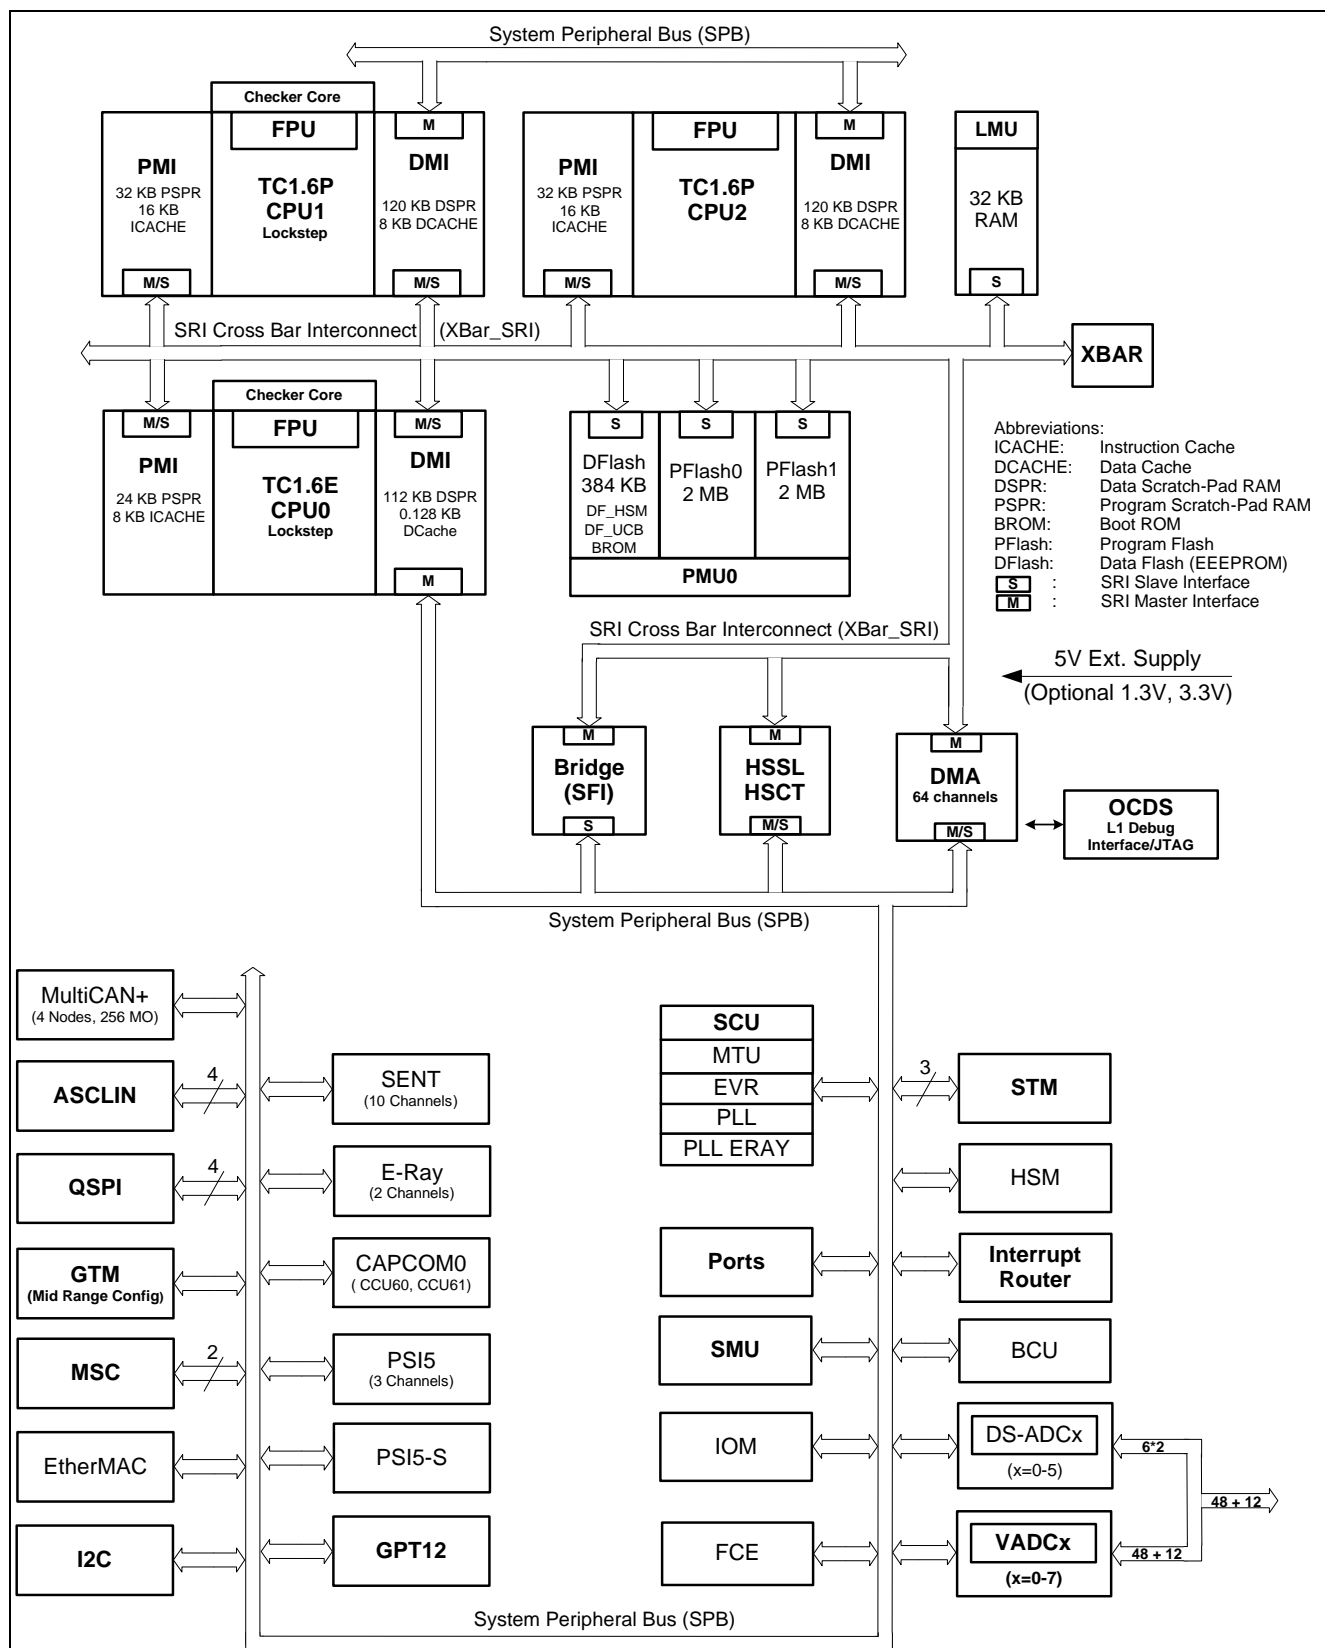 System Peripheral Bus (SPB)
Checker Core
PMI
32 KB PSPR
16 KB
ICACHE
M/S
FPU
TC1.6P
CPU1
Lockstep
M
DMI
120 KB DSPR
8 KB DCACHE
M/S
PMI
32 KB PSPR
16 KB
ICACHE
M/S
FPU
TC1.6P
CPU2
M
DMI
120 KB DSPR
8 KB DCACHE
M/S
LMU
32 KB
RAM
S
SRI Cross Bar Interconnect (XBar_SRI)
XBAR
Checker Core
M/S
PMI
24 KB PSPR
8 KB ICACHE
FPU
TC1.6E
CPU0
Lockstep
M/S
DMI
112 KB DSPR
0.128 KB
DCache
M
S
DFlash
384 KB
DF_HSM
DF_UCB
BROM
S
PFlash0
2 MB
S
PFlash1
2 MB
PMU0
Abbreviations:
ICACHE: Instruction Cache
DCACHE: Data Cache
DSPR: Data Scratch-Pad RAM
PSPR: Program Scratch-Pad RAM
BROM: Boot ROM
PFlash: Program Flash
DFlash: Data Flash (EEEPROM)
S : SRI Slave Interface
M : SRI Master Interface
SRI Cross Bar Interconnect (XBar_SRI)
5V Ext. Supply
(Optional 1.3V, 3.3V)
M
Bridge
(SFI)
S
M
HSSL
HSCT
M/S
M
DMA
64 channels
M/S
OCDS
L1 Debug
Interface/JTAG
System Peripheral Bus (SPB)
MultiCAN+
(4 Nodes, 256 MO)
ASCLIN
4
QSPI
4
GTM
(Mid Range Config)
MSC
2
EtherMAC
I2C
SENT
(10 Channels)
E-Ray
(2 Channels)
CAPCOM0
( CCU60, CCU61)
PSI5
(3 Channels)
PSI5-S
GPT12
SCU
MTU
EVR
PLL
PLL ERAY
Ports
SMU
IOM
FCE
3
STM
HSM
Interrupt
Router
BCU
DS-ADCx
(x=0-5)
6*2
48 + 12
VADCx
(x=0-7)
48 + 12
System Peripheral Bus (SPB)